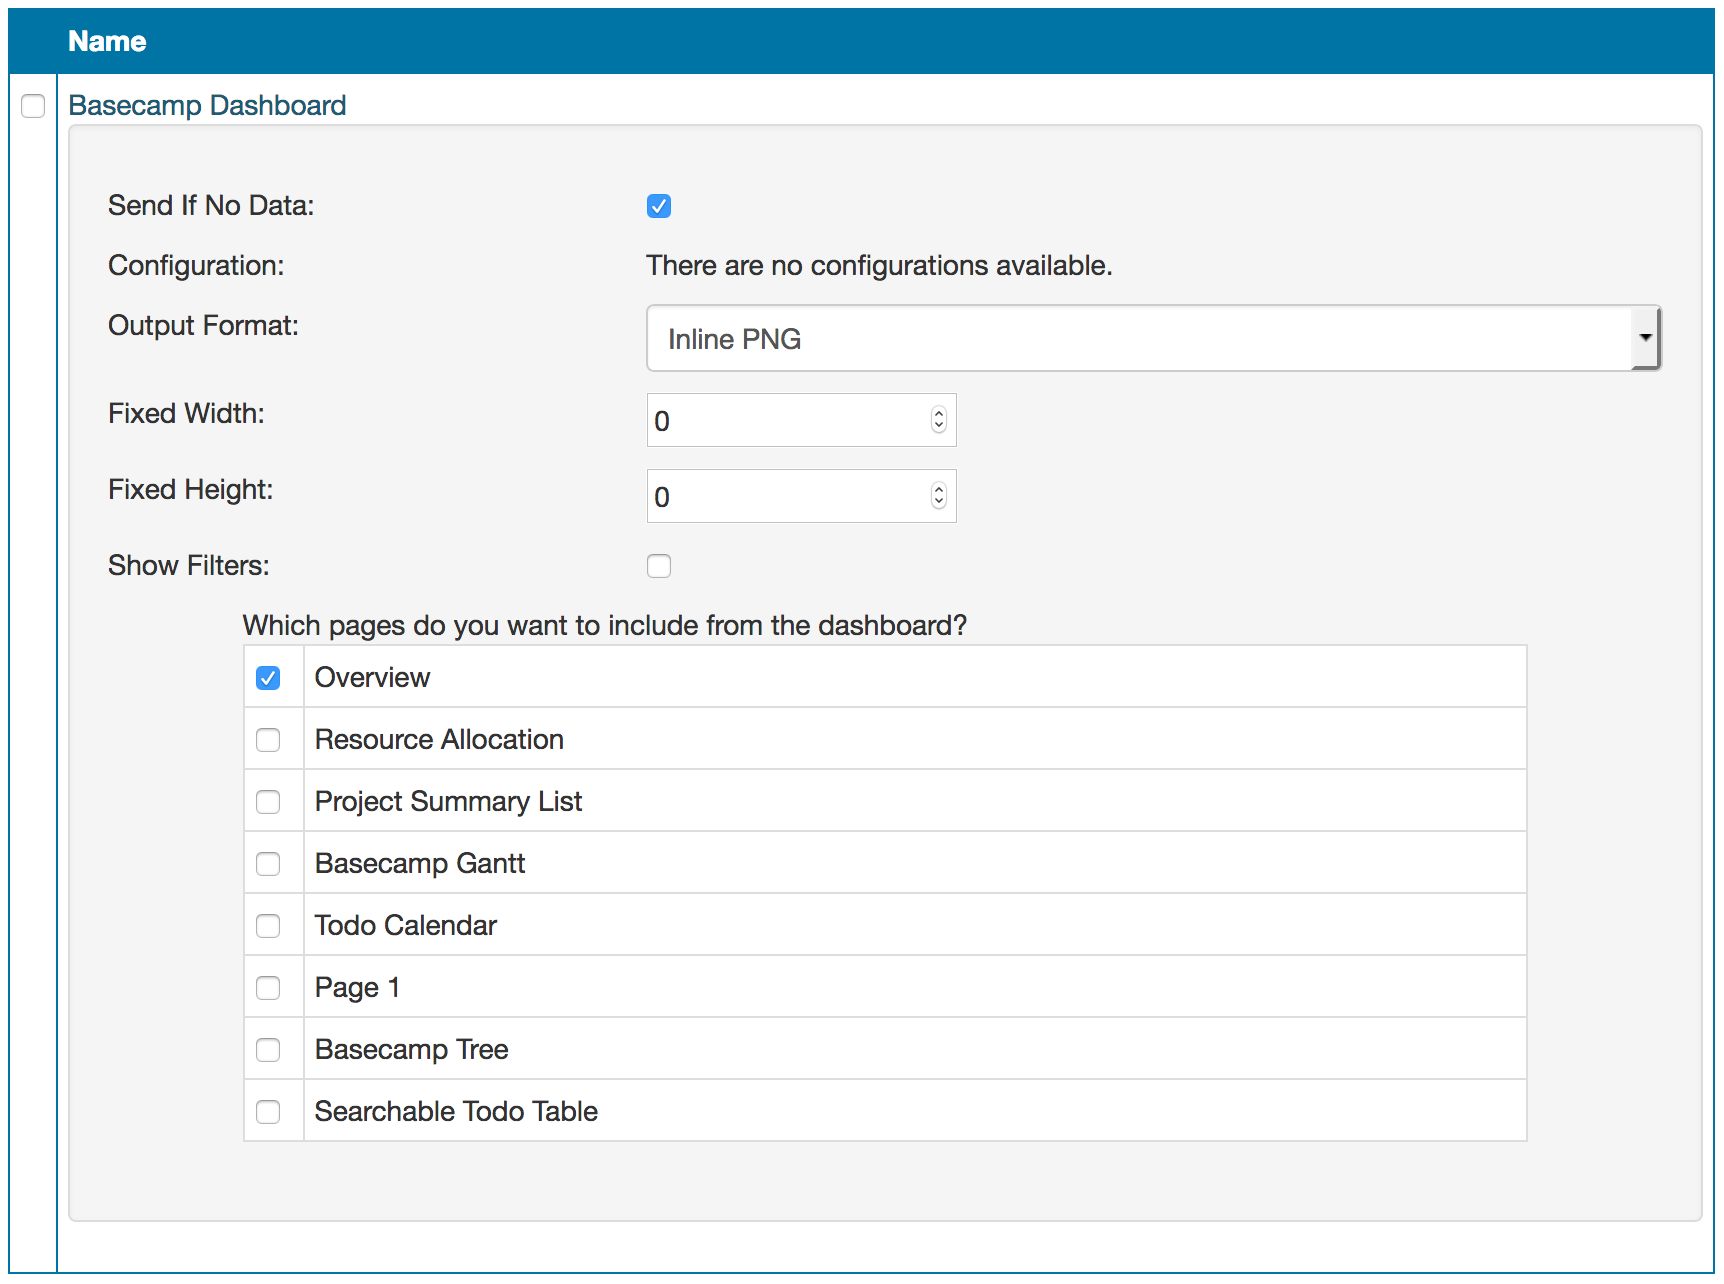 Name
Basecamp Dashboard
Send If No Data:
Configuration: There are no configurations available.
Output Format: Inline PNG
Fixed Width: 0
Fixed Height: 0
Show Filters:
Which pages do you want to include from the dashboard?
Overview
Resource Allocation
Project Summary List
Basecamp Gantt
Todo Calendar
Page 1
Basecamp Tree
Searchable Todo Table